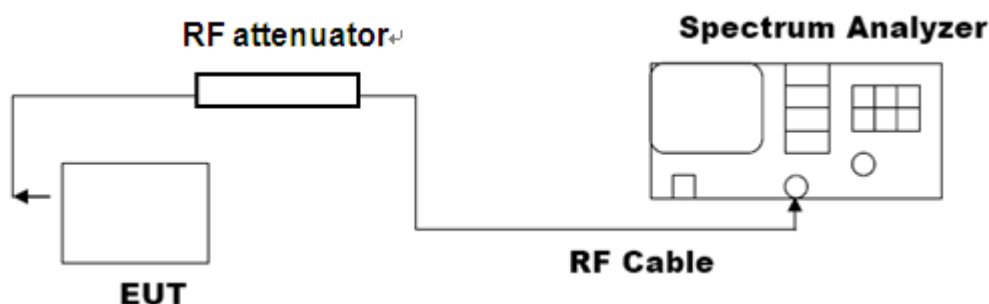 RF attenuator↵
Spectrum Analyzer
RF Cable
EUT